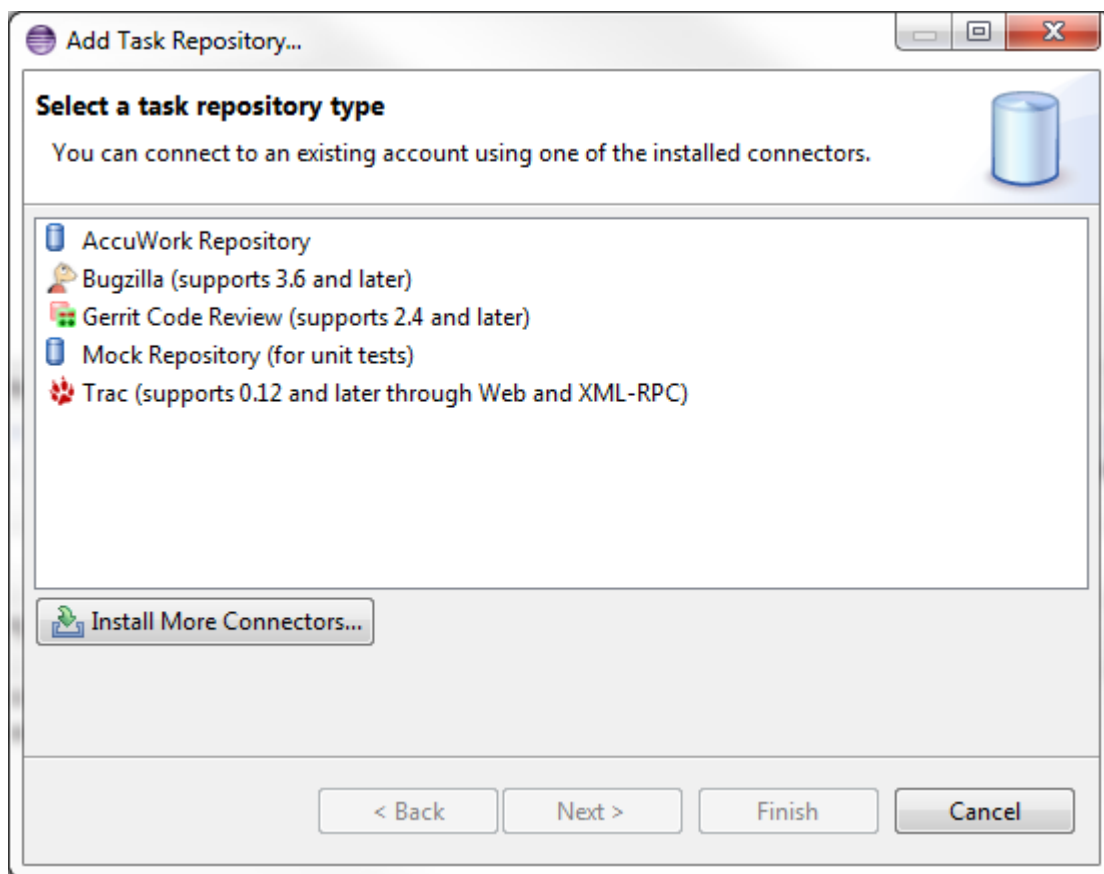 Add Task Repository...
Select a task repository type
You can connect to an existing account using one of the installed connectors.
AccuWork Repository
Bugzilla (supports 3.6 and later)
Gerrit Code Review (supports 2.4 and later)
Mock Repository (for unit tests)
Trac (supports 0.12 and later through Web and XML-RPC)
Install More Connectors...
< Back Next > Finish Cancel